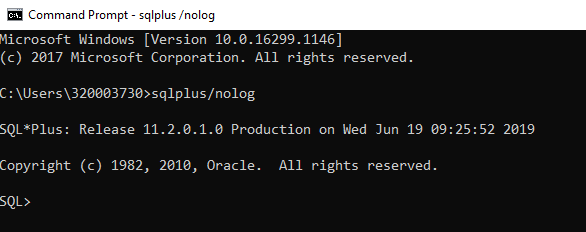 Command Prompt - sqlplus /nolog
Microsoft Windows [Version 10.0.16299.1146]
(c) 2017 Microsoft Corporation. All rights reserved.
C:\Users\320003730>sqlplus/nolog
SQL*Plus: Release 11.2.0.1.0 Production on Wed Jun 19 09:25:52 2019
Copyright (c) 1982, 2010, Oracle.  All rights reserved.
SQL>